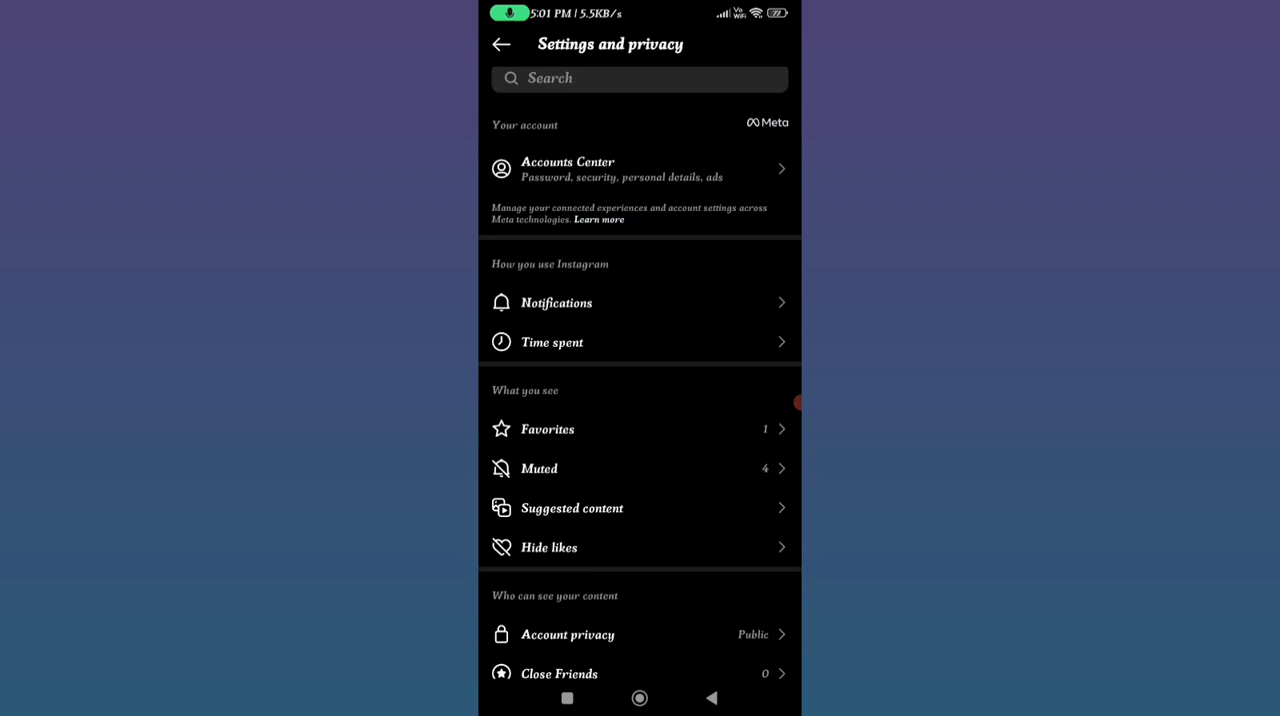 5:01 PM | 5.5KB/s
Vo
WiFi
77
Settings and privacy
Search
Your account
Meta
Accounts Center
Password, security, personal details, ads
Manage your connected experiences and account settings across
Meta technologies. Learn more
How you use Instagram
Notifications
Time spent
What you see
Favorites 1
Muted 4
Suggested content
Hide likes
Who can see your content
Account privacy Public
Close Friends 0